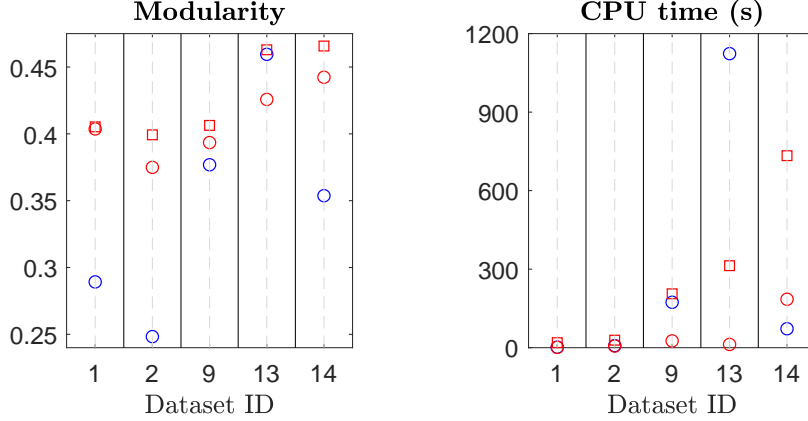 Modularity
0.45
0.4
0.35
0.3
0.25
1 2 9 13 14
Dataset ID
CPU time (s)
1200
900
600
300
0
1 2 9 13 14
Dataset ID